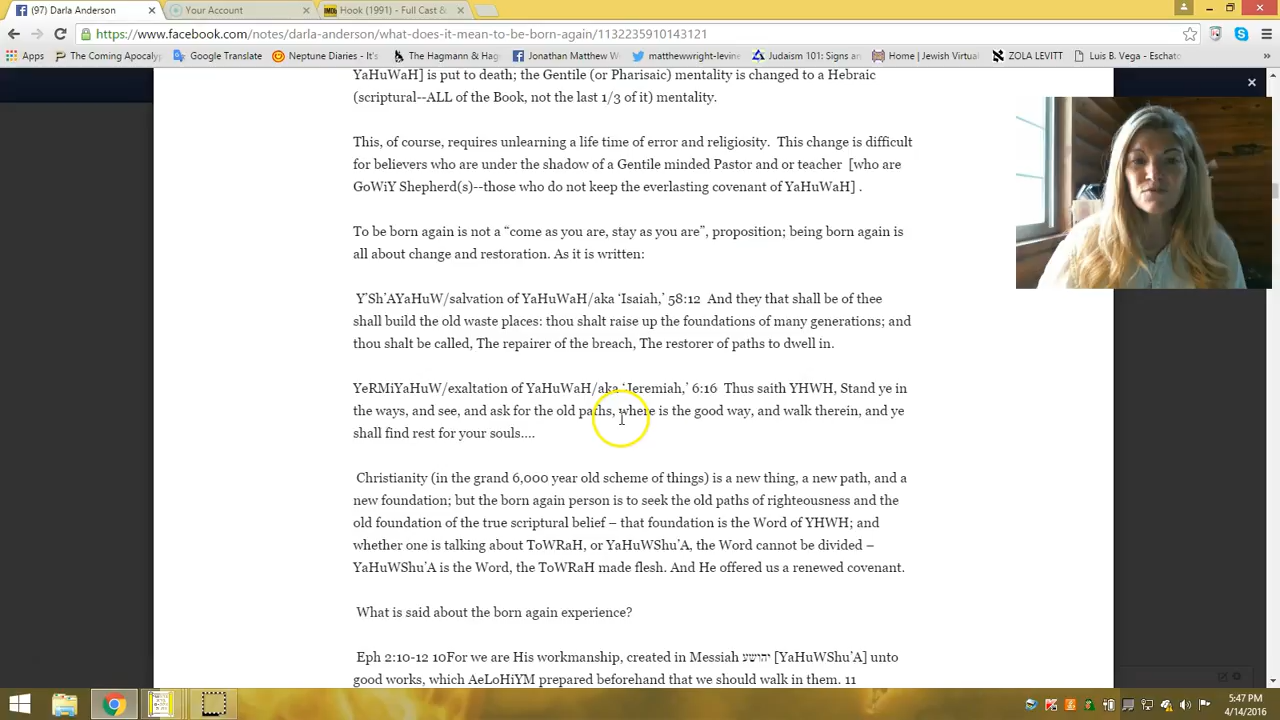 (97) Darla Anderson
Your Account
Hook (1991) - Full Cast &
https://www.facebook.com/notes/darla-anderson/what-does-it-mean-to-be-born-again/1132235910143121
Apps The Coming Apocalyp Google Translate Neptune Diaries - It's The Hagmann & Hag Jonathan Matthew W matthewwright-levine Judaism 101: Signs an Home | Jewish Virtual ZOLA LEVITT Luis B. Vega - Eschato
YaHuWaH] is put to death; the Gentile (or Pharisaic) mentality is changed to a Hebraic
(scriptural--ALL of the Book, not the last 1/3 of it) mentality.
This, of course, requires unlearning a life time of error and religiosity. This change is difficult
for believers who are under the shadow of a Gentile minded Pastor and or teacher [who are
GoWiY Shepherd(s)--those who do not keep the everlasting covenant of YaHuWaH] .
To be born again is not a “come as you are, stay as you are”, proposition; being born again is
all about change and restoration. As it is written:
Y’Sh’AYaHuW/salvation of YaHuWaH/aka ‘Isaiah,’ 58:12 And they that shall be of thee
shall build the old waste places: thou shalt raise up the foundations of many generations; and
thou shalt be called, The repairer of the breach, The restorer of paths to dwell in.
YeRMiYaHuW/exaltation of YaHuWaH/aka ‘Jeremiah,’ 6:16 Thus saith YHWH, Stand ye in
the ways, and see, and ask for the old paths, where is the good way, and walk therein, and ye
shall find rest for your souls….
Christianity (in the grand 6,000 year old scheme of things) is a new thing, a new path, and a
new foundation; but the born again person is to seek the old paths of righteousness and the
old foundation of the true scriptural belief – that foundation is the Word of YHWH; and
whether one is talking about ToWRaH, or YaHuWShu’A, the Word cannot be divided –
YaHuWShu’A is the Word, the ToWRaH made flesh. And He offered us a renewed covenant.
What is said about the born again experience?
Eph 2:10-12 10For we are His workmanship, created in Messiah יהושע [YaHuWShu’A] unto
good works, which AeLoHiYM prepared beforehand that we should walk in them. 11
5:47 PM
4/14/2016